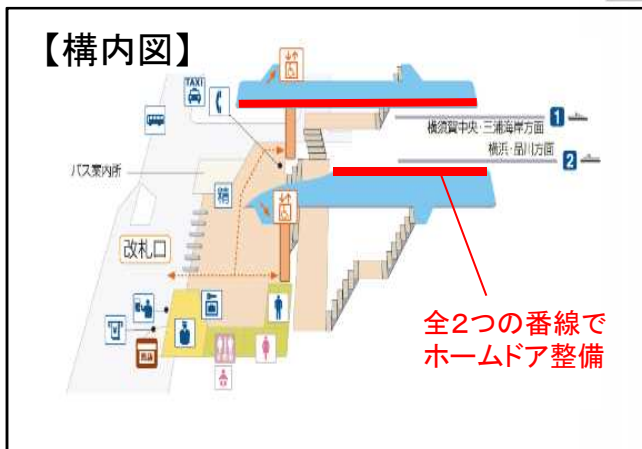 【構内図】
TAXI
1
横須賀中央・三浦海岸方面
横浜・品川方面
2
バス案内所
精
改札口
全2つの番線で
ホームドア整備